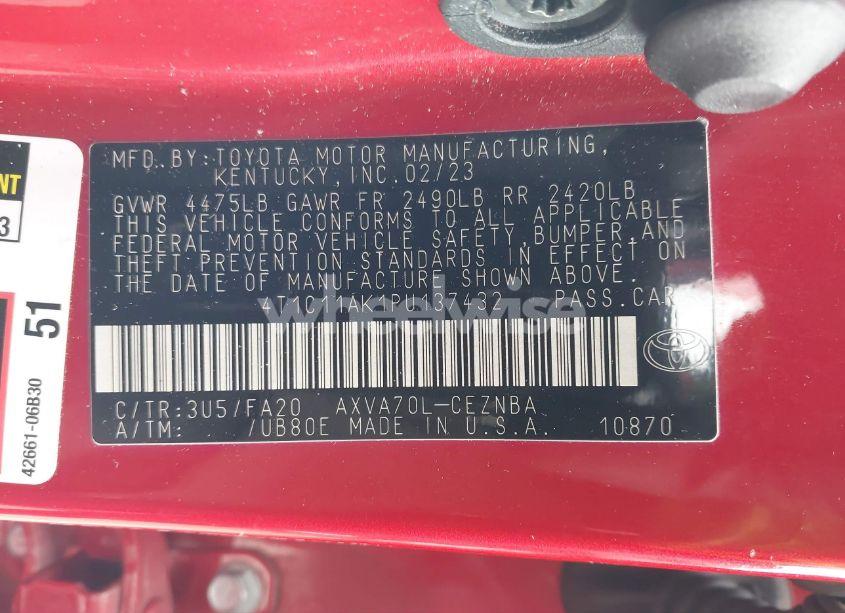 MFD. BY: TOYOTA MOTOR MANUFACTURING,
KENTUCKY, INC. 02/23
GVWR 4475LB GAWR FR 2490LB RR 2420LB
THIS VEHICLE CONFORMS TO ALL APPLICABLE
FEDERAL MOTOR VEHICLE SAFETY, BUMPER, AND
THEFT PREVENTION STANDARDS IN EFFECT ON
THE DATE OF MANUFACTURE SHOWN ABOVE.
PASS. CAR
wheelwise
C/TR: 3U5/FA20 AXVA70L-CEZNBA
A/TM: /UB80E MADE IN U.S.A. 10870
51
42661-06B30